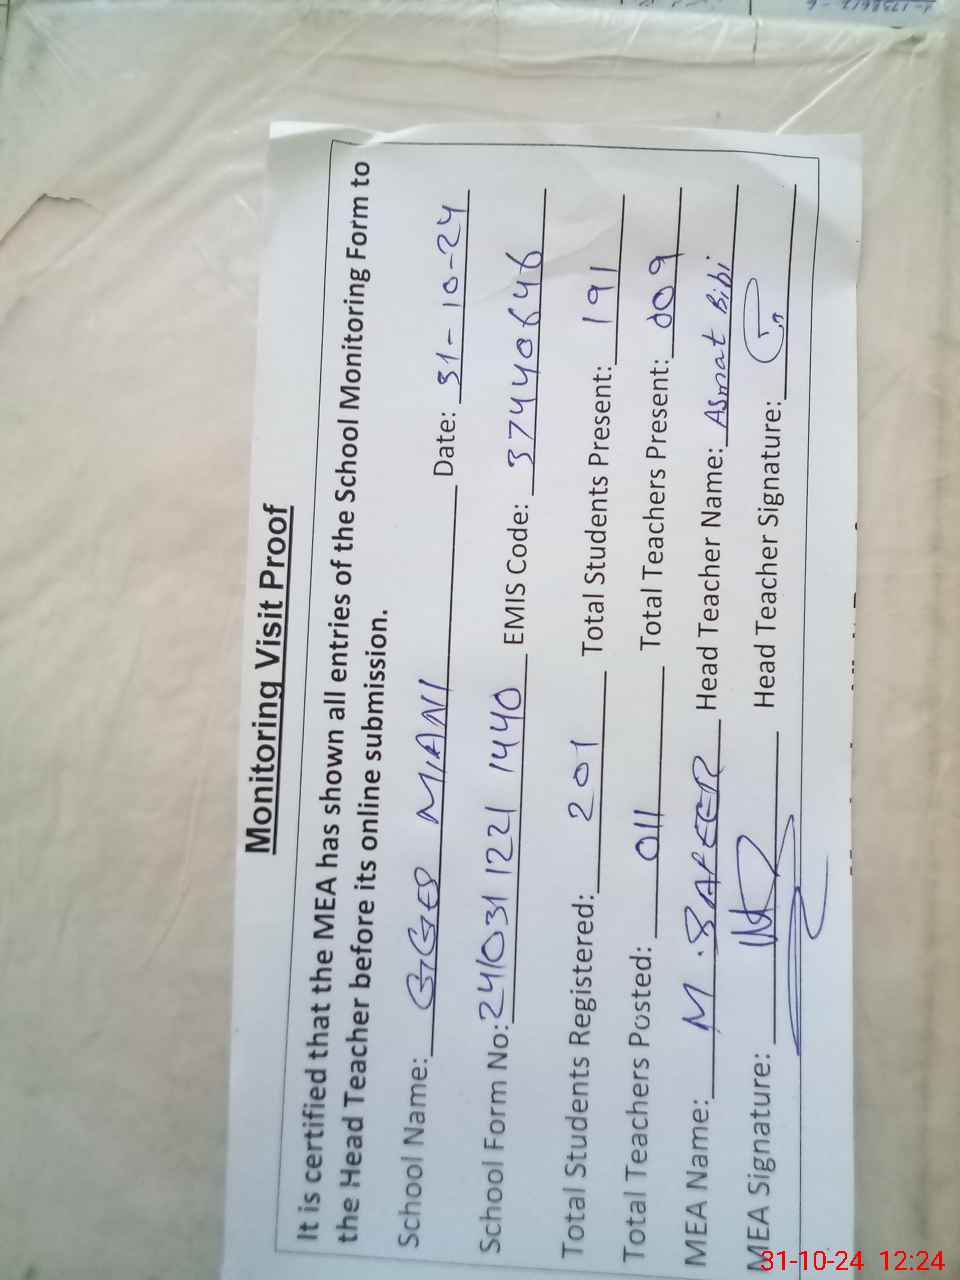 Monitoring Visit Proof
It is certified that the MEA has shown all entries of the School Monitoring Form to
the Head Teacher before its online submission.
School Name: GGES MIANI Date: 31-10-24
School Form No: 241031 1221 1440 EMIS Code: 37440646
Total Students Registered: 201 Total Students Present: 191
Total Teachers Posted: 011 Total Teachers Present: 009
MEA Name: M. SAFEER Head Teacher Name: Asmat Bibi
MEA Signature: Head Teacher Signature:
31-10-24 12:24